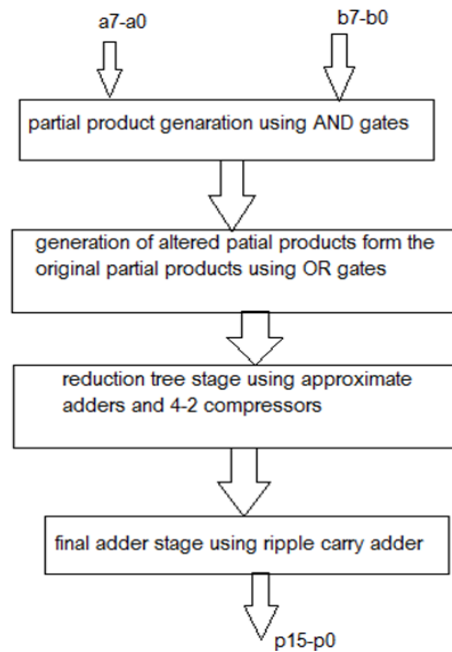 a7-a0
b7-b0
partial product genaration using AND gates
generation of altered patial products form the
original partial products using OR gates
reduction tree stage using approximate
adders and 4-2 compressors
final adder stage using ripple carry adder
p15-p0